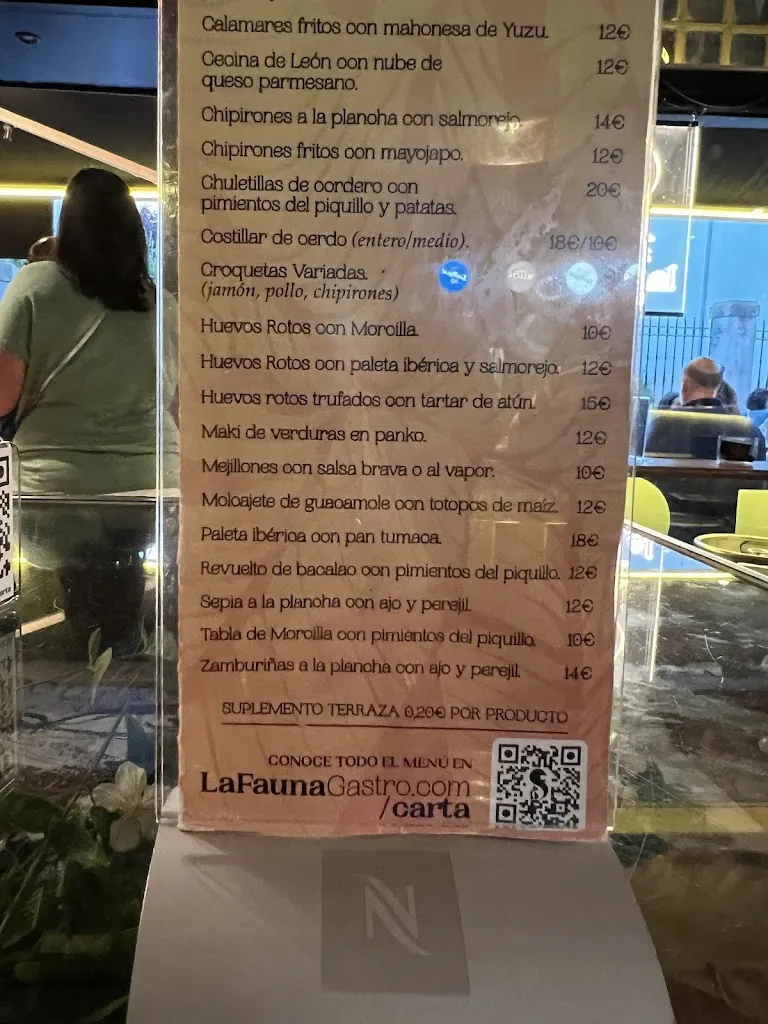 Calamares fritos con mahonesa de Yuzu. 12€
Cecina de León con nube de 12€
queso parmesano.
Chipirones a la plancha con salmorejo. 14€
Chipirones fritos con mayojapo. 12€
Chuletillas de cordero con 20€
pimientos del piquillo y patatas.
Costillar de cerdo (entero/medio). 18€/10€
Croquetas Variadas.
(jamón, pollo, chipirones)
Huevos Rotos con Morcilla. 10€
Huevos Rotos con paleta ibérica y salmorejo. 12€
Huevos rotos trufados con tartar de atún. 15€
Maki de verduras en panko. 12€
Mejillones con salsa brava o al vapor. 10€
Molcajete de guacamole con totopos de maíz. 12€
Paleta ibérica con pan tumaca. 18€
Revuelto de bacalao con pimientos del piquillo. 12€
Sepia a la plancha con ajo y perejil. 12€
Tabla de Morcilla con pimientos del piquillo. 10€
Zamburiñas a la plancha con ajo y perejil. 14€
SUPLEMENTO TERRAZA 0,20€ POR PRODUCTO
CONOCE TODO EL MENÚ EN
LaFaunaGastro.com
/carta
N